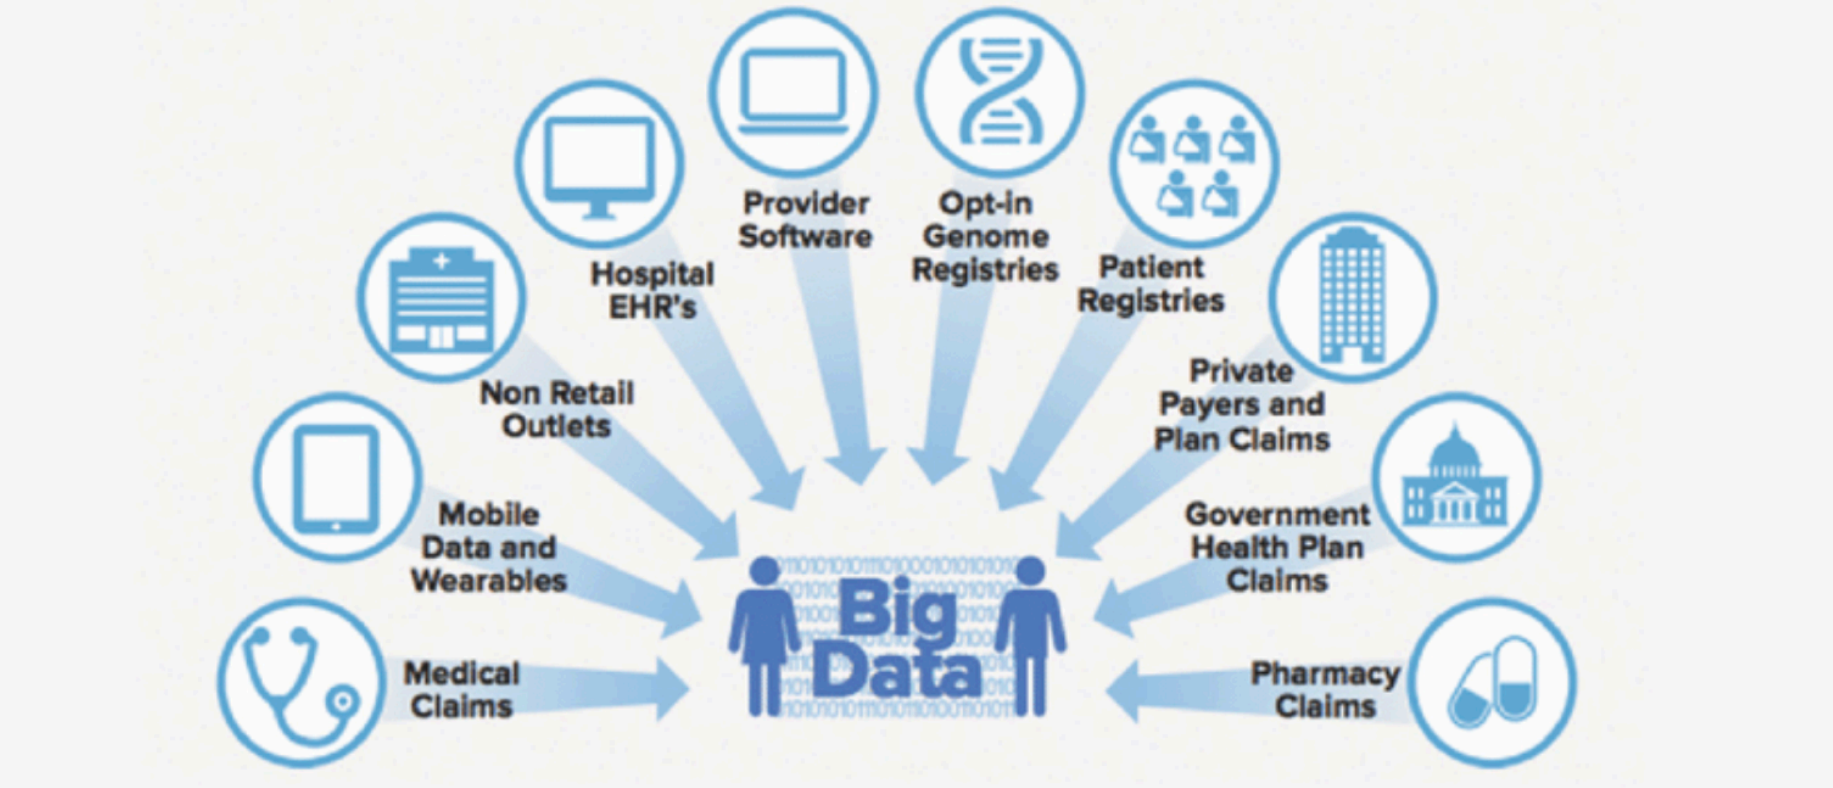 Provider
Software
Opt-in
Genome
Registries
Hospital
EHR's
Patient
Registries
Non Retail
Outlets
Private
Payers and
Plan Claims
Mobile
Data and
Wearables
Government
Health Plan
Claims
Medical
Claims
Big
Data
Pharmacy
Claims